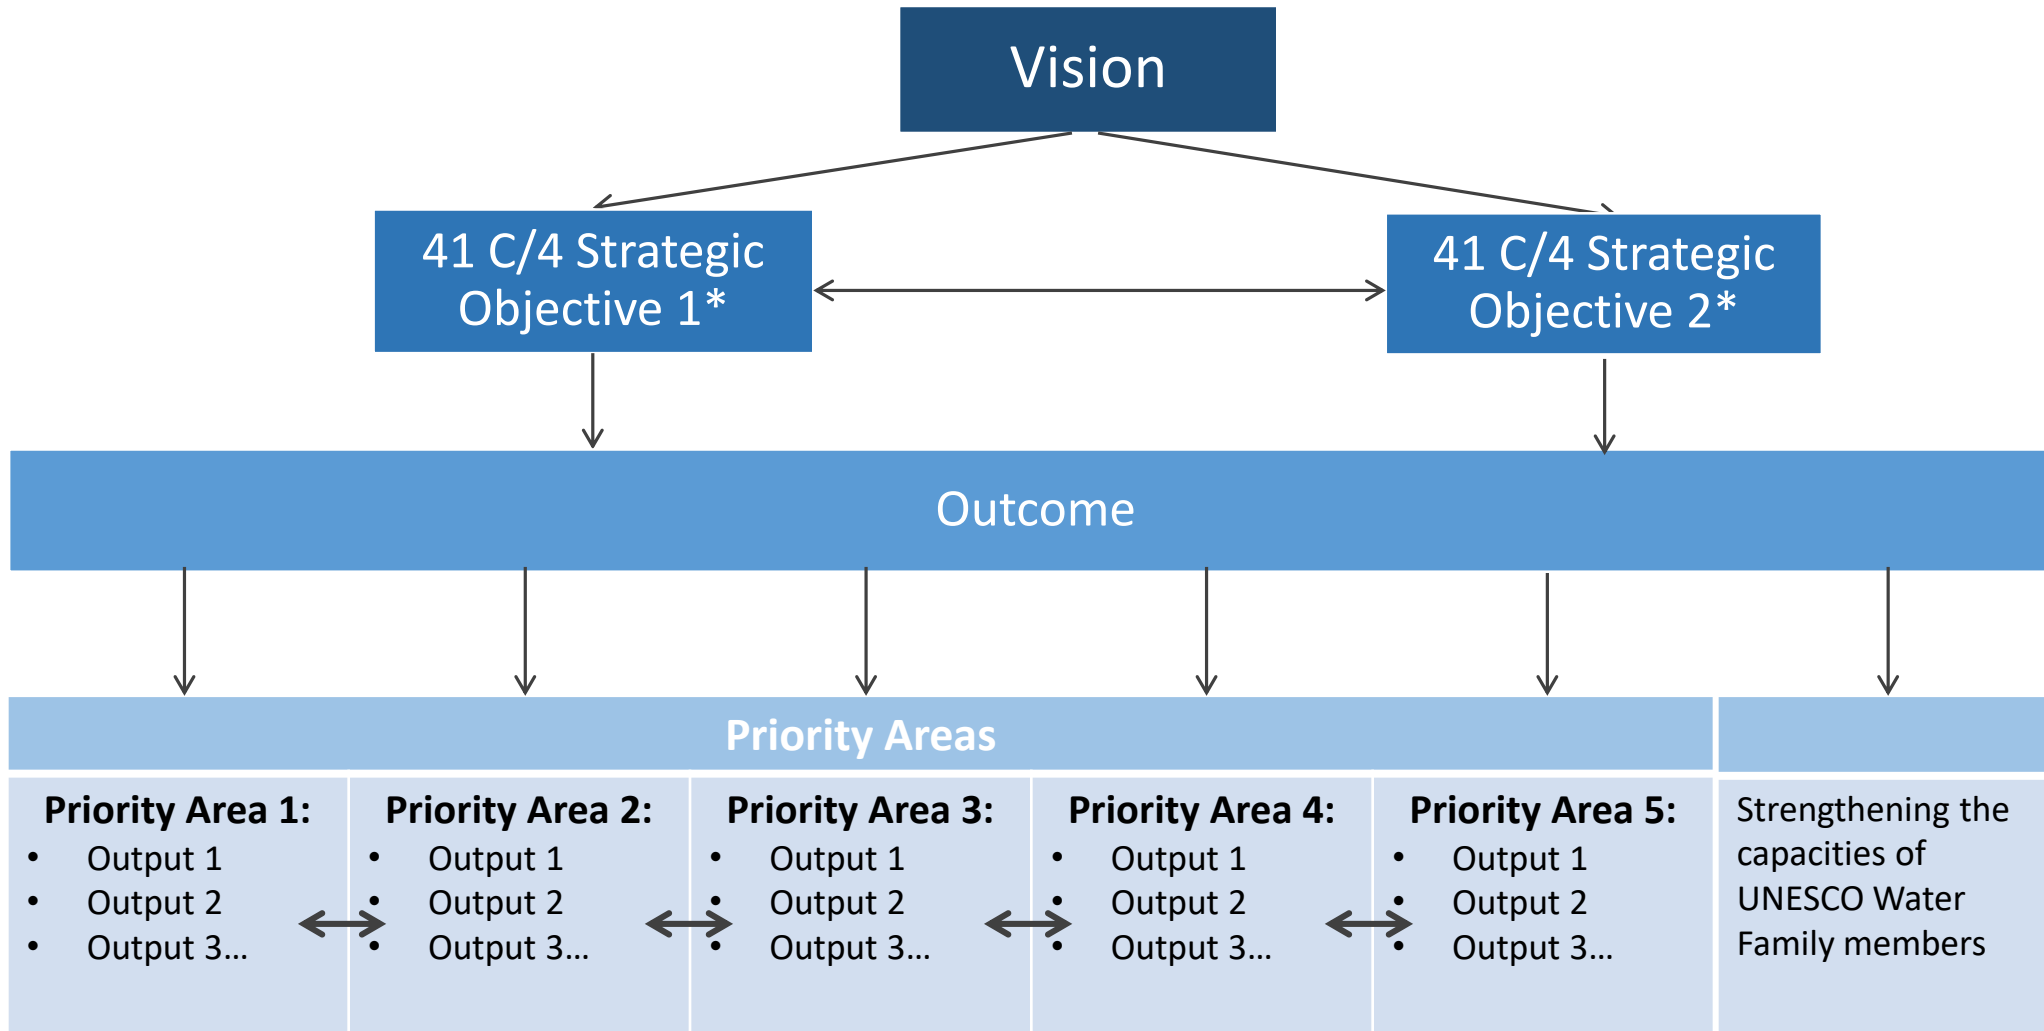 Vision
41 C/4 Strategic
Objective 1*
41 C/4 Strategic
Objective 2*
Outcome
Priority Areas
Priority Area 1:
• Output 1
• Output 2
• Output 3...
Priority Area 2:
• Output 1
• Output 2
• Output 3...
Priority Area 3:
• Output 1
• Output 2
• Output 3...
Priority Area 4:
• Output 1
• Output 2
• Output 3...
Priority Area 5:
• Output 1
• Output 2
• Output 3...
Strengthening the
capacities of
UNESCO Water
Family members